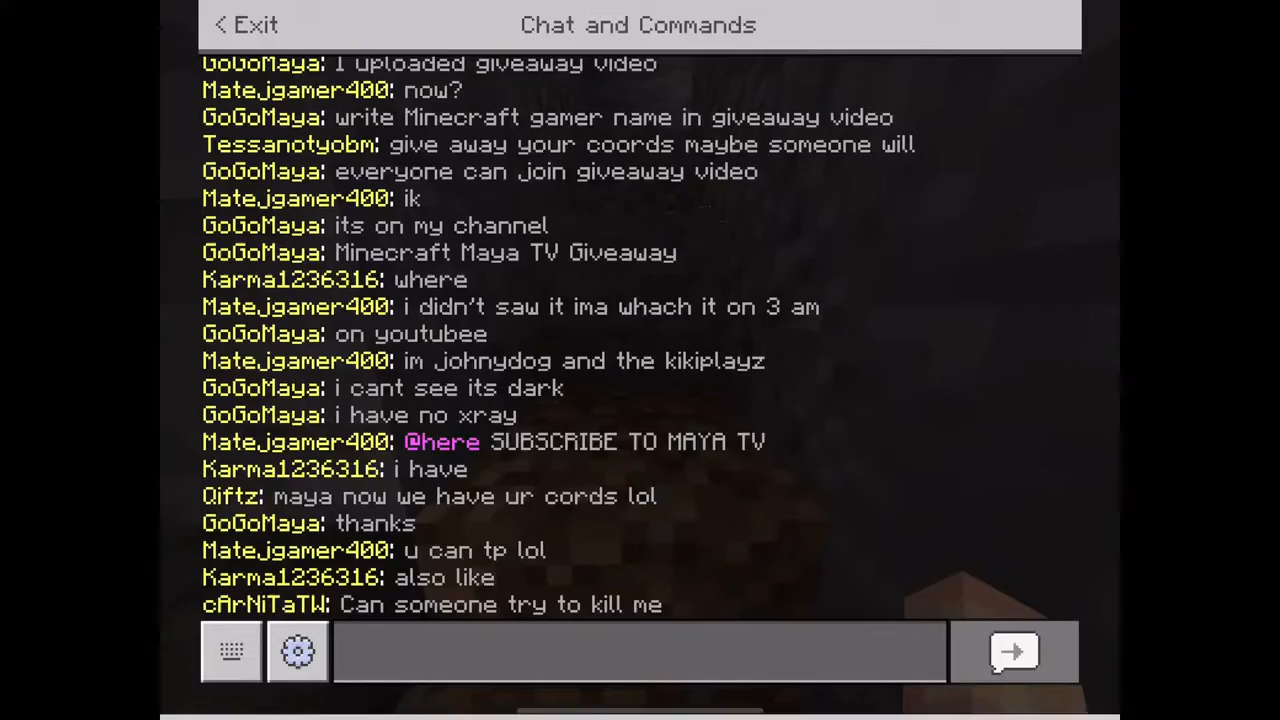 Exit
Chat and Commands
GoGoMaya: I uploaded giveaway video
Matejgamer400: now?
GoGoMaya: write Minecraft gamer name in giveaway video
Tessanotyobm: give away your coords maybe someone will
GoGoMaya: everyone can join giveaway video
Matejgamer400: ik
GoGoMaya: its on my channel
GoGoMaya: Minecraft Maya TV Giveaway
Karma1236316: where
Matejgamer400: i didn't saw it ima whach it on 3 am
GoGoMaya: on youtubee
Matejgamer400: im johnydog and the kikiplayz
GoGoMaya: i cant see its dark
GoGoMaya: i have no xray
Matejgamer400: @here SUBSCRIBE TO MAYA TV
Karma1236316: i have
Qiftz: maya now we have ur cords lol
GoGoMaya: thanks
Matejgamer400: u can tp lol
Karma1236316: also like
cArNiTaTW: Can someone try to kill me